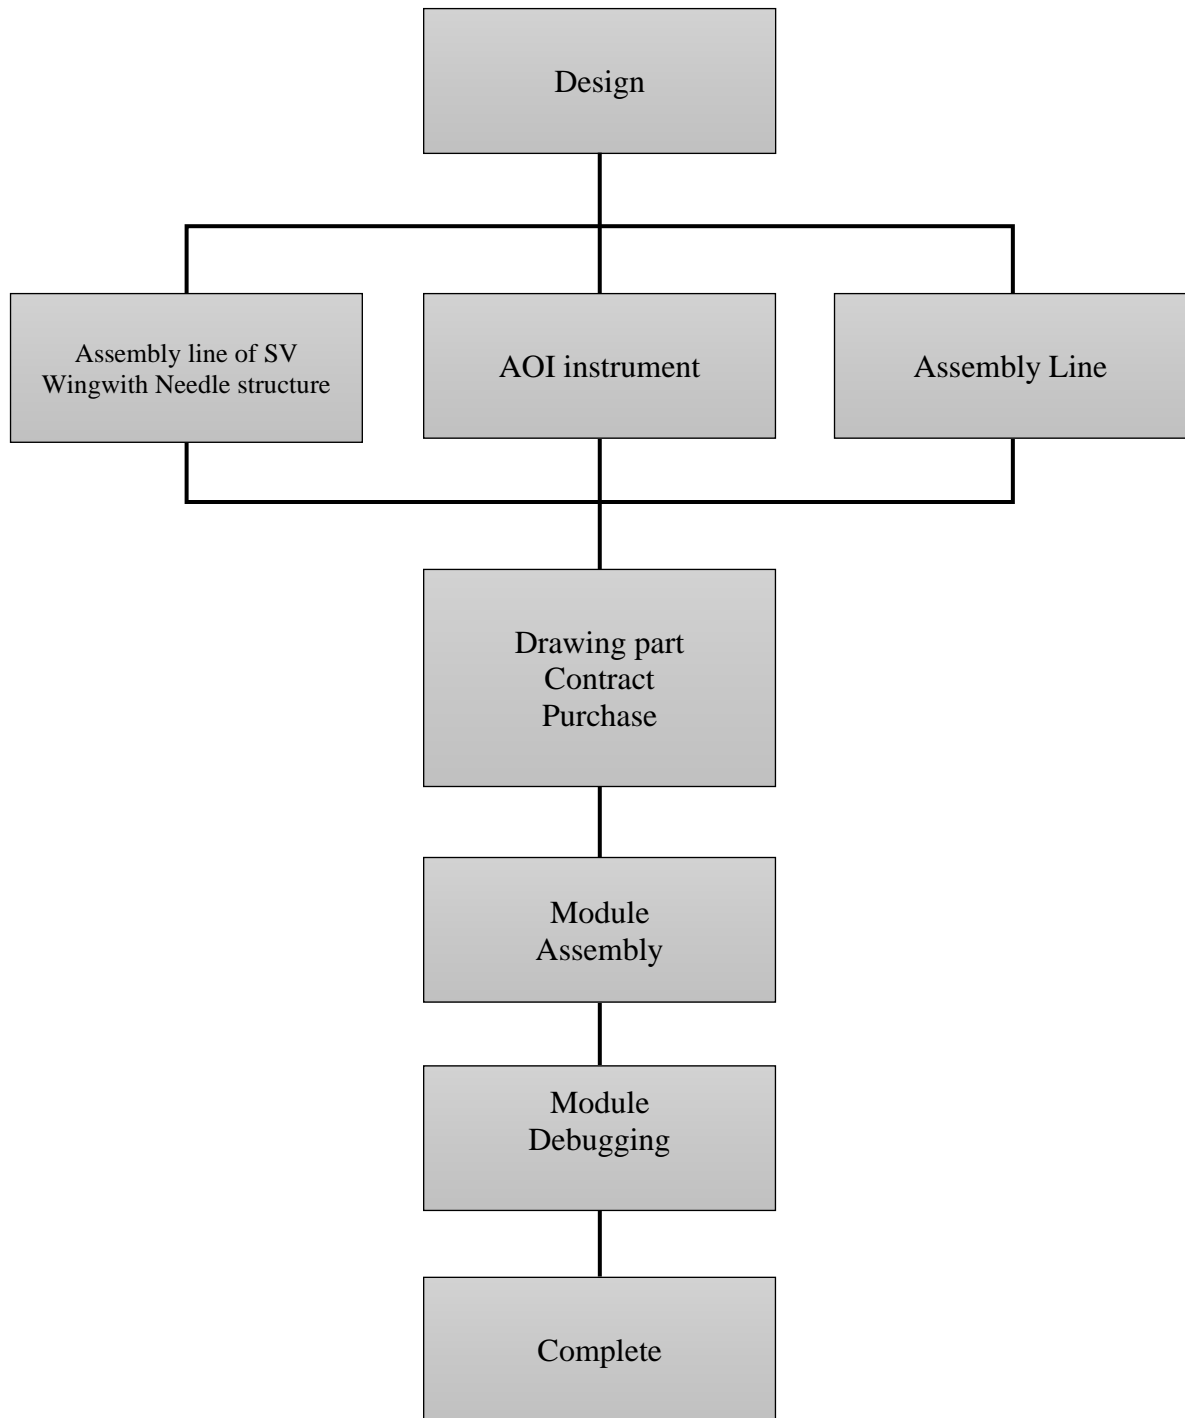 Design
Assembly line of SV
Wingwith Needle structure
AOI instrument
Assembly Line
Drawing part
Contract
Purchase
Module
Assembly
Module
Debugging
Complete